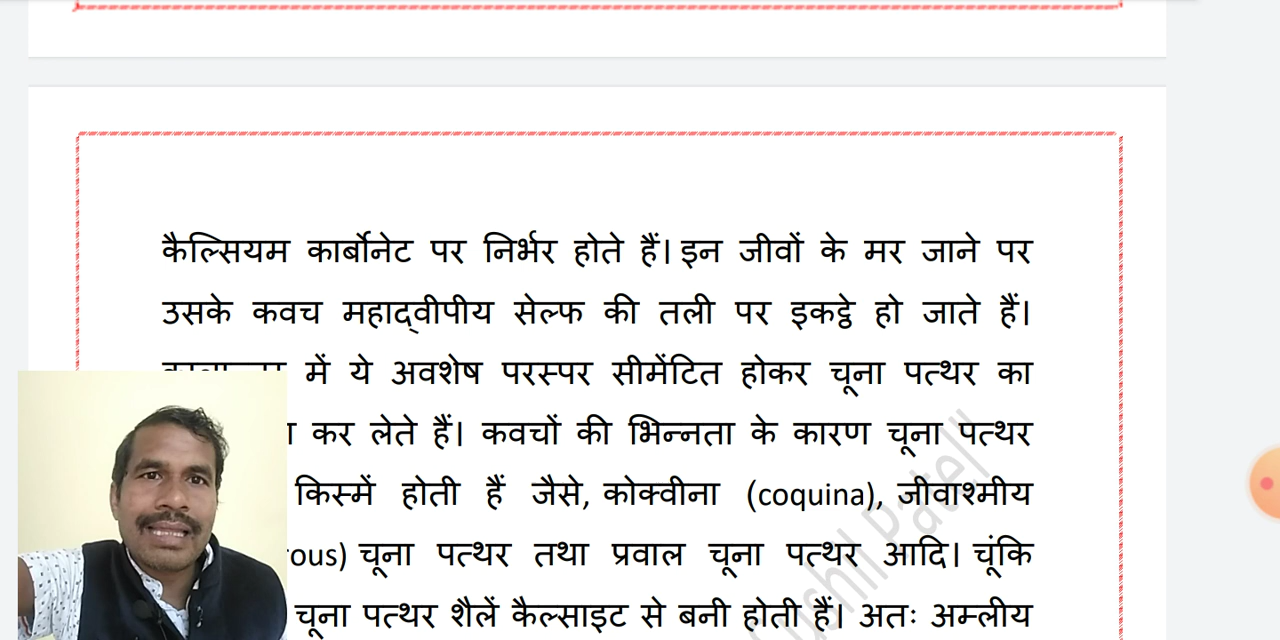 कैल्सियम कार्बोनेट पर निर्भर होते हैं। इन जीवों के मर जाने पर
उसके कवच महाद्वीपीय सेल्फ की तली पर इकट्ठे हो जाते हैं।
में ये अवशेष परस्पर सीमेंटित होकर चूना पत्थर का
कर लेते हैं। कवचों की भिन्नता के कारण चूना पत्थर
किस्में होती हैं जैसे, कोक्वीना (coquina), जीवाश्मीय
ous) चूना पत्थर तथा प्रवाल चूना पत्थर आदि। चूंकि
चूना पत्थर शैलें कैल्साइट से बनी होती हैं। अतः अम्लीय
Patel"